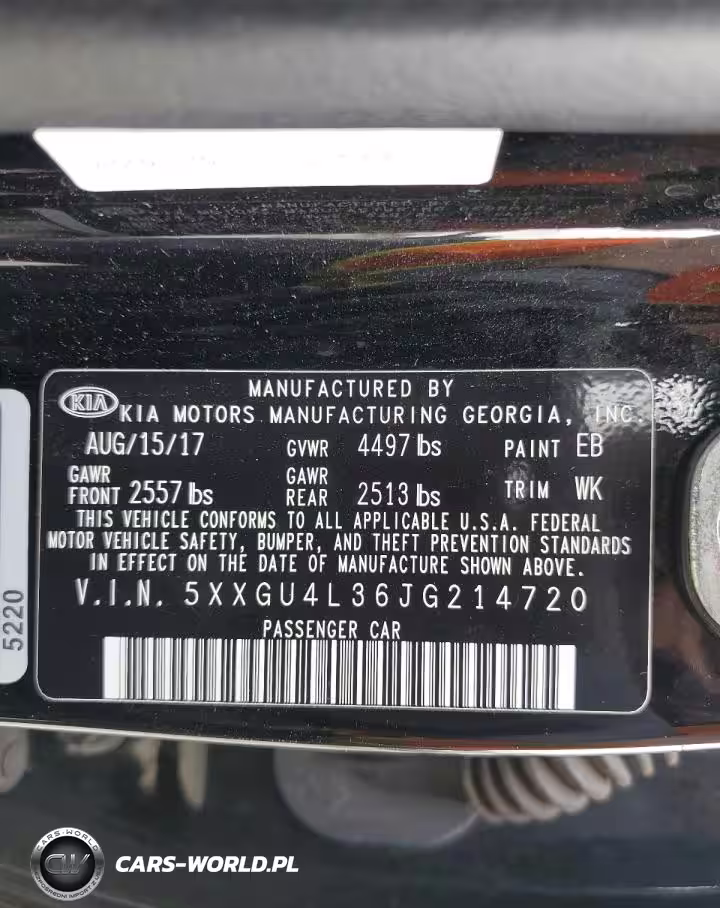 MANUFACTURED BY
KIA KIA MOTORS MANUFACTURING GEORGIA, INC
AUG/15/17 GVWR 4497 lbs PAINT EB
GAWR FRONT 2557 lbs GAWR REAR 2513 lbs TRIM WK
THIS VEHICLE CONFORMS TO ALL APPLICABLE U.S.A. FEDERAL
MOTOR VEHICLE SAFETY, BUMPER, AND THEFT PREVENTION STANDARDS
IN EFFECT ON THE DATE OF MANUFACTURE SHOWN ABOVE.
V.I.N. 5XXGU4L36JG214720
PASSENGER CAR
5220
CARS-WORLD
CW
CARS-WORLD.PL